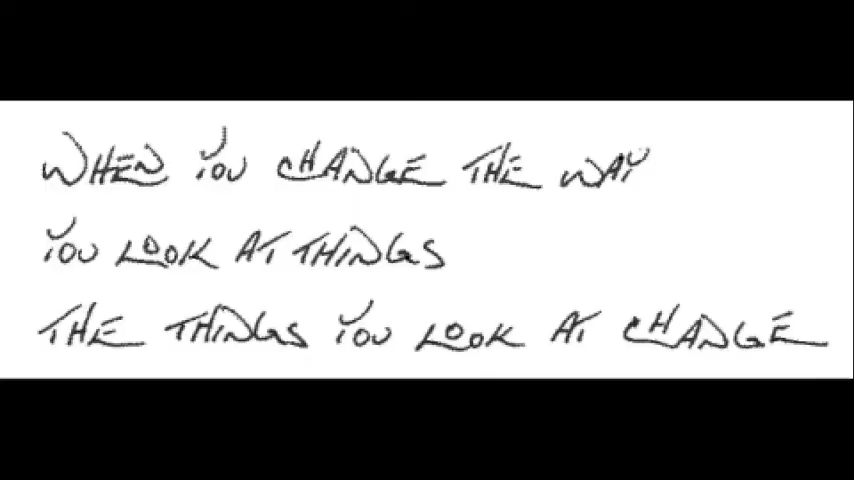 WHEN YOU CHANGE THE WAY
YOU LOOK AT THINGS
THE THINGS YOU LOOK AT CHANGE